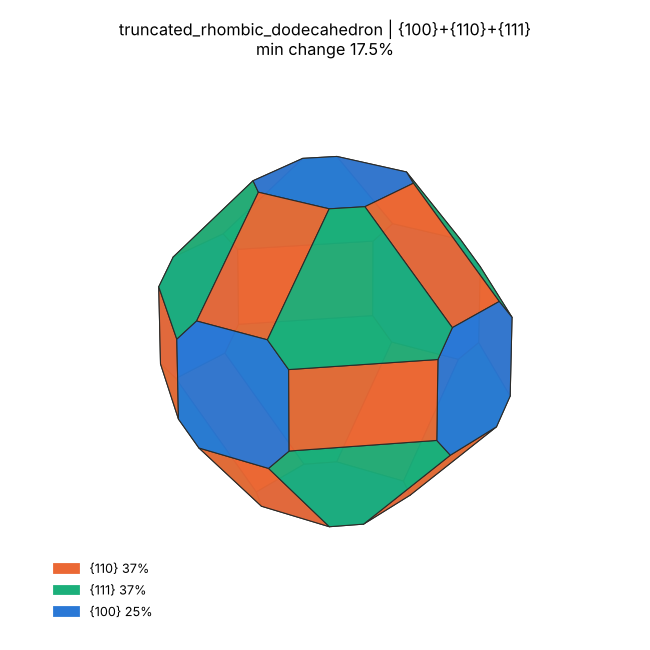 truncated_rhombic_dodecahedron | {100}+{110}+{111}
min change 17.5%
{110} 37%
{111} 37%
{100} 25%